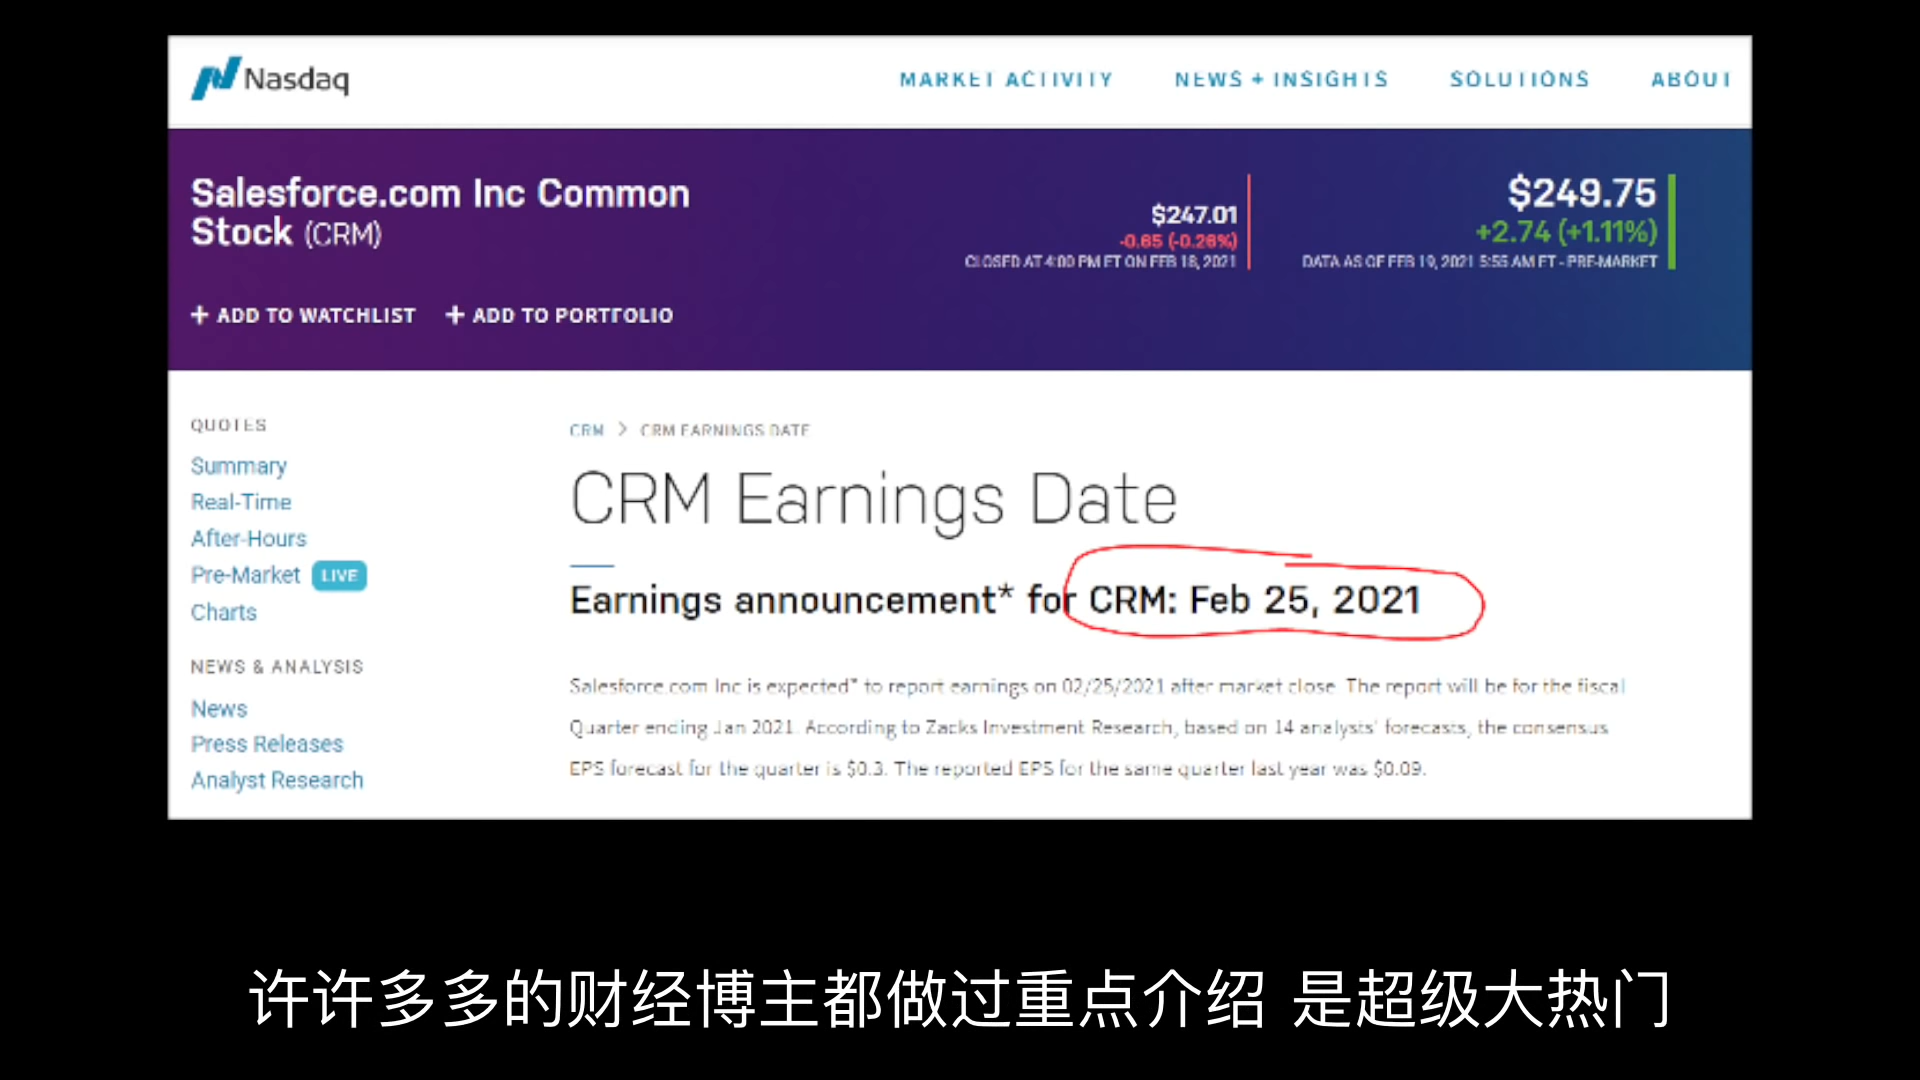 Nasdaq
MARKET ACTIVITY
NEWS + INSIGHTS
SOLUTIONS
ABOUT
Salesforce.com Inc Common
Stock (CRM)
$247.01
-0.65 (-0.26%)
CLOSED AT 4:00 PM ET ON FEB 18, 2021
$249.75
+2.74 (+1.11%)
DATA AS OF FEB 19, 2021 5:55 AM ET - PRE-MARKET
+ ADD TO WATCHLIST
+ ADD TO PORTFOLIO
QUOTES
Summary
Real-Time
After-Hours
Pre-Market LIVE
Charts
NEWS & ANALYSIS
News
Press Releases
Analyst Research
CRM > CRM EARNINGS DATE
CRM Earnings Date
Earnings announcement* for CRM: Feb 25, 2021
Salesforce.com Inc is expected* to report earnings on 02/25/2021 after market close. The report will be for the fiscal
Quarter ending Jan 2021. According to Zacks Investment Research, based on 14 analysts' forecasts, the consensus
EPS forecast for the quarter is $0.3. The reported EPS for the same quarter last year was $0.09.
许许多多的财经博主都做过重点介绍 是超级大热门